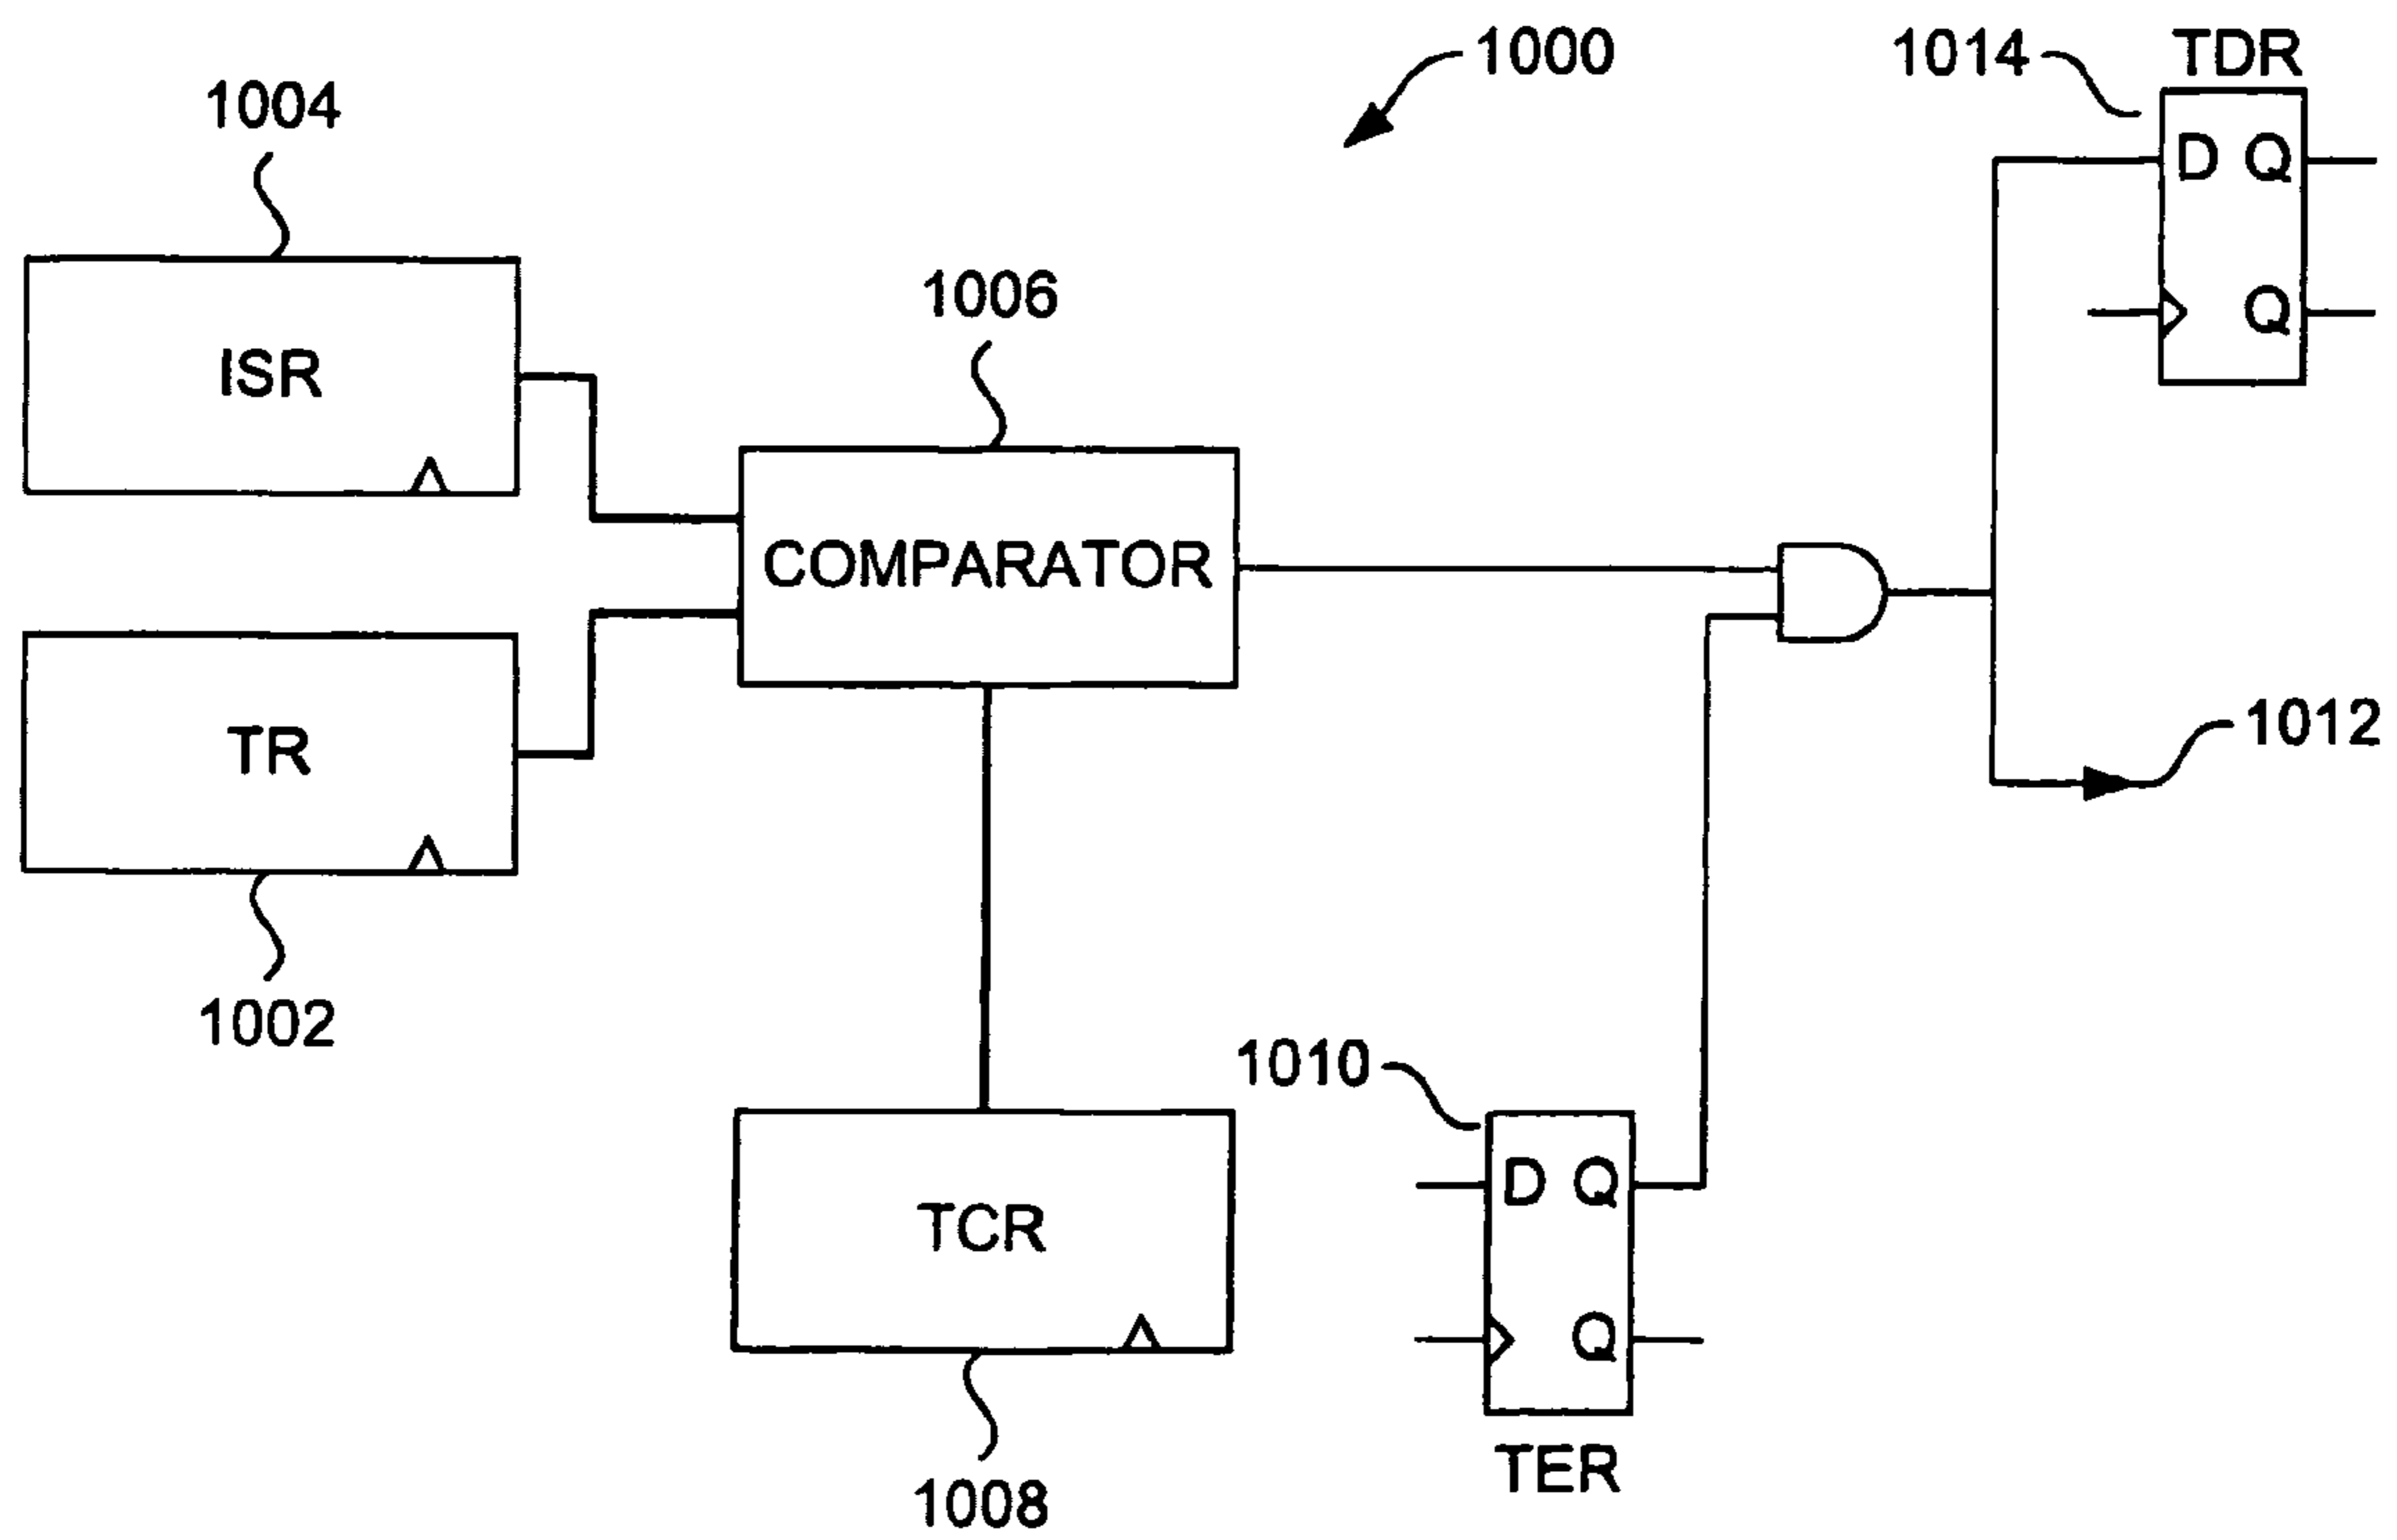 1000
1014 TDR
1004
D Q
1006
Q
ISR
COMPARATOR
TR
1012
1002
1010
D Q
TCR
Q
TER
1008